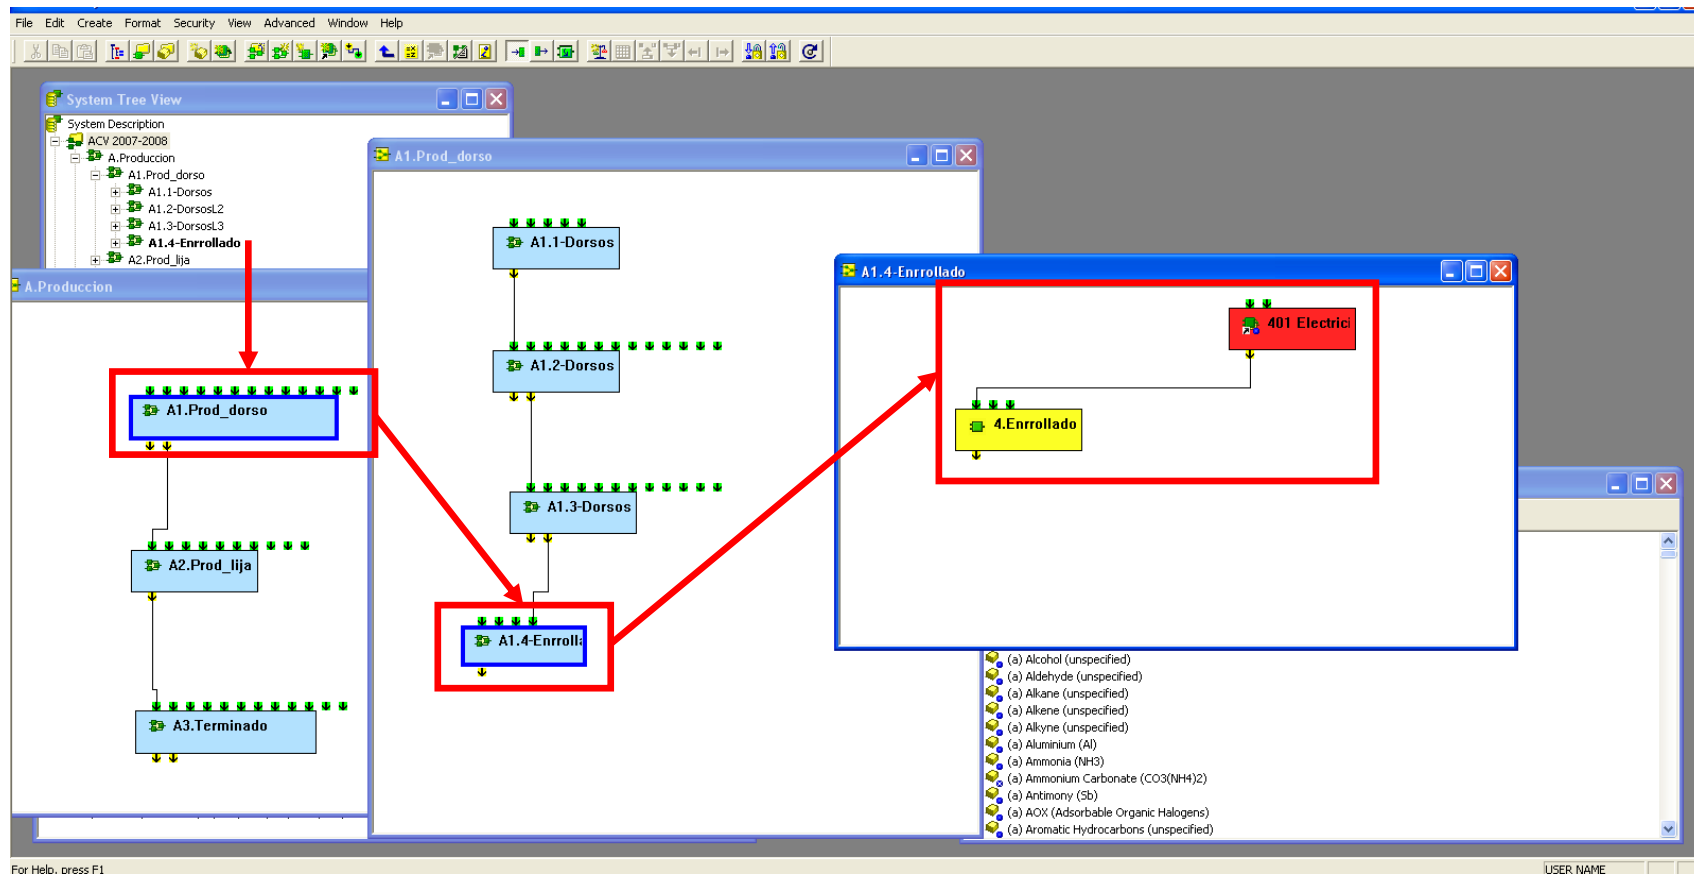 File Edit Create Format Security View Advanced Window Help
System Tree View
System Description
ACV 2007-2008
A.Produccion
A1.Prod_dorso
A1.1-Dorsos
A1.2-DorsosL2
A1.3-DorsosL3
A1.4-Enrrollado
A2.Prod_lija
A.Produccion
A1.Prod_dorso
A2.Prod_lija
A3.Terminado
A1.Prod_dorso
A1.1-Dorsos
A1.2-Dorsos
A1.3-Dorsos
A1.4-Enrrolla
A1.4-Enrrollado
401 Electrici
4.Enrrollado
(a) Alcohol (unspecified)
(a) Aldehyde (unspecified)
(a) Alkane (unspecified)
(a) Alkene (unspecified)
(a) Alkyne (unspecified)
(a) Aluminium (Al)
(a) Ammonia (NH3)
(a) Ammonium Carbonate (CO3(NH4)2)
(a) Antimony (Sb)
(a) AOX (Adsorbable Organic Halogens)
(a) Aromatic Hydrocarbons (unspecified)
For Help, press F1
USER NAME